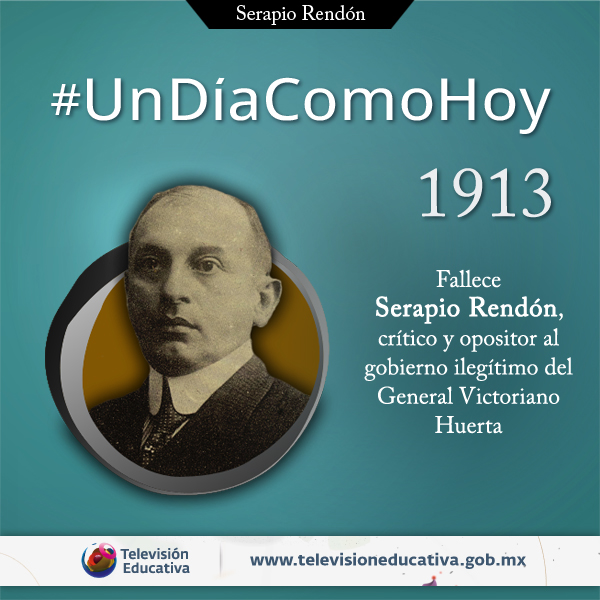 Serapio Rendón
#UnDíaComoHoy
1913
Fallece
Serapio Rendón,
crítico y opositor al
gobierno ilegítimo del
General Victoriano
Huerta
Televisión
Educativa
www.televisioneducativa.gob.mx